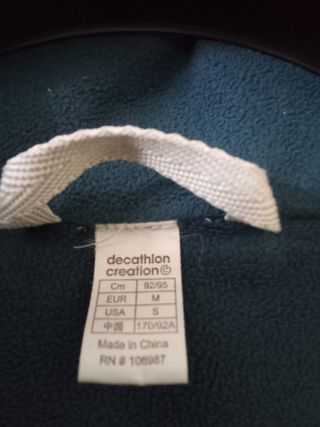 decathlon
creation©
Cm 92/95
EUR M
USA S
中国 170/92A
Made in China
RN # 106987